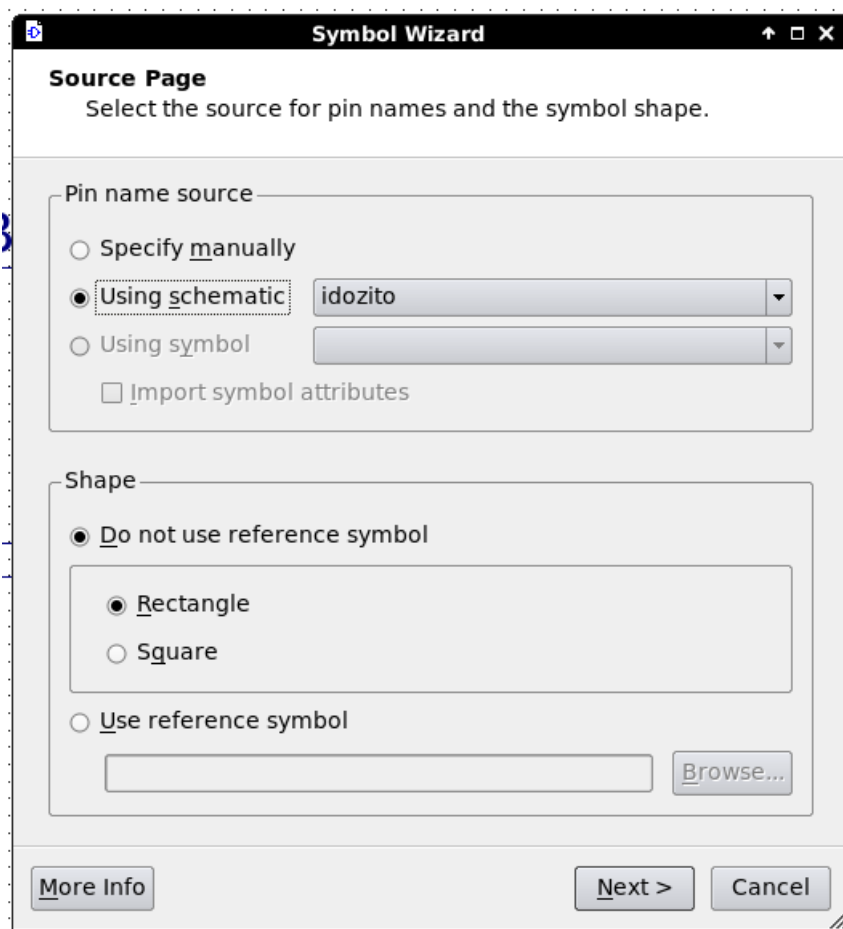 Symbol Wizard
Source Page
Select the source for pin names and the symbol shape.
Pin name source
Specify manually
Using schematic idozito
Using symbol
Import symbol attributes
Shape
Do not use reference symbol
Rectangle
Square
Use reference symbol
Browse...
More Info Next > Cancel